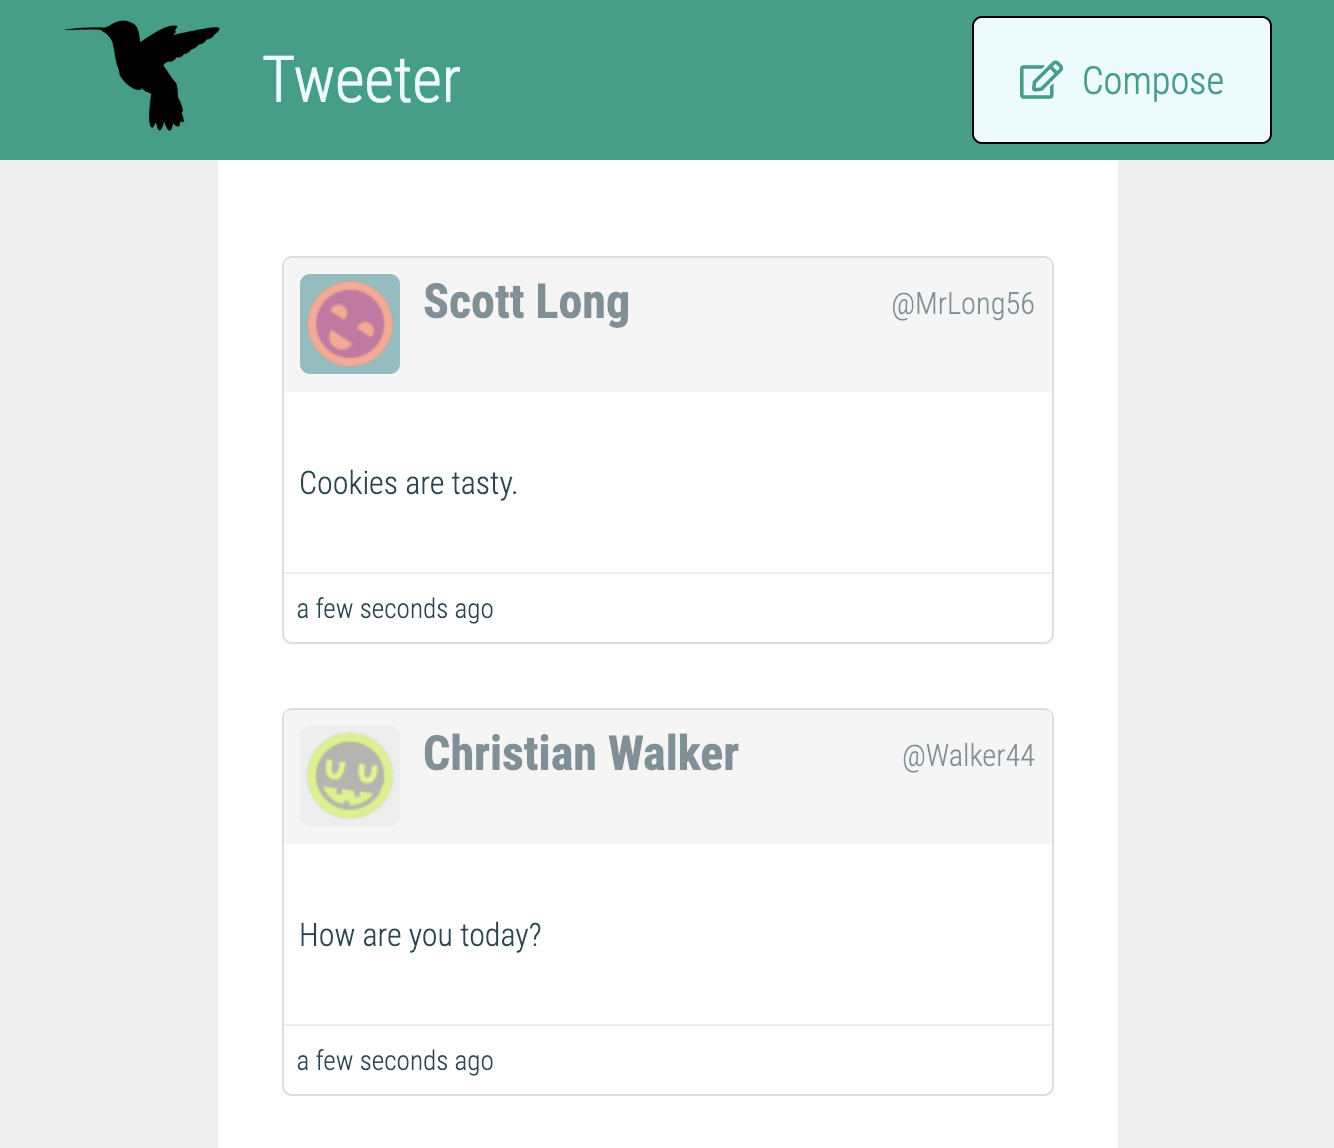 Tweeter
Compose
Scott Long
@MrLong56
Cookies are tasty.
a few seconds ago
Christian Walker
@Walker44
How are you today?
a few seconds ago